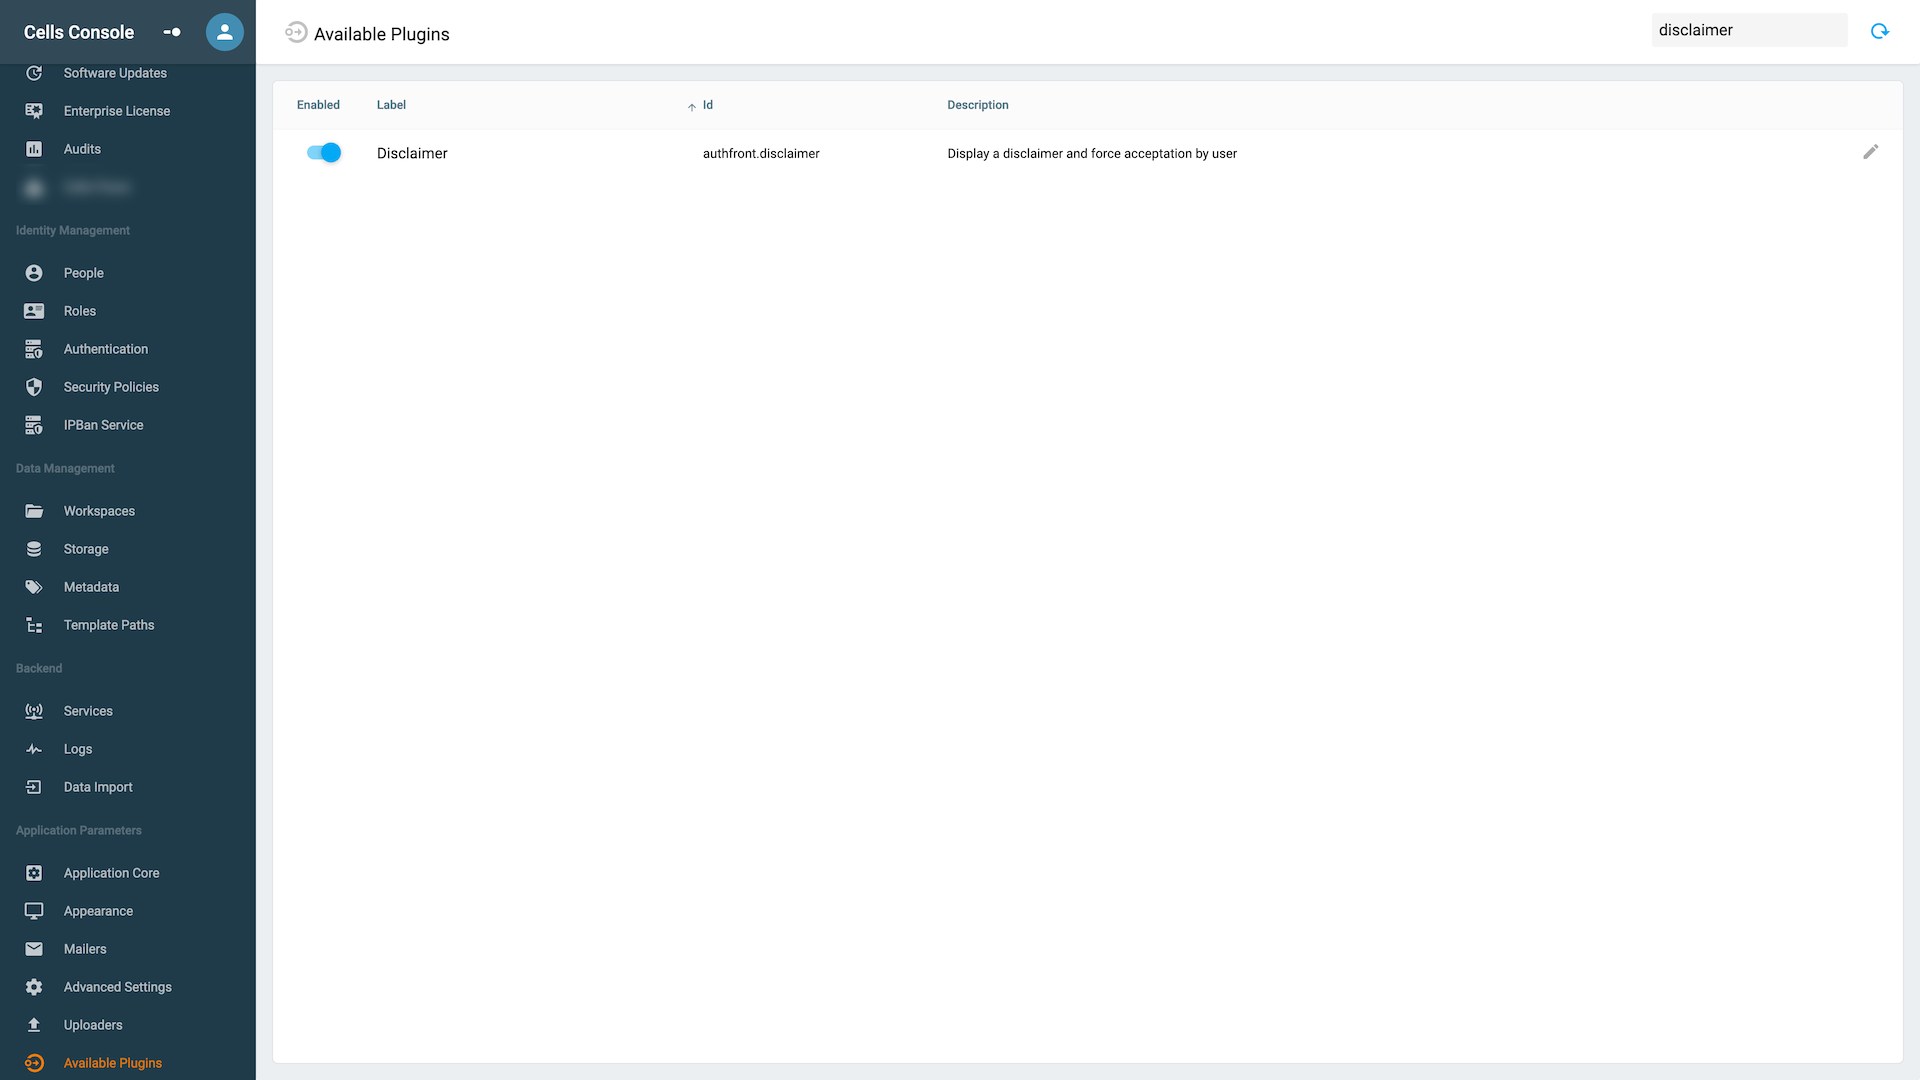 Cells Console
Software Updates
Enterprise License
Audits
Identity Management
People
Roles
Authentication
Security Policies
IPBan Service
Data Management
Workspaces
Storage
Metadata
Template Paths
Backend
Services
Logs
Data Import
Application Parameters
Application Core
Appearance
Mailers
Advanced Settings
Uploaders
Available Plugins
Available Plugins
disclaimer
Enabled Label Id Description
Disclaimer authfront.disclaimer Display a disclaimer and force acceptation by user